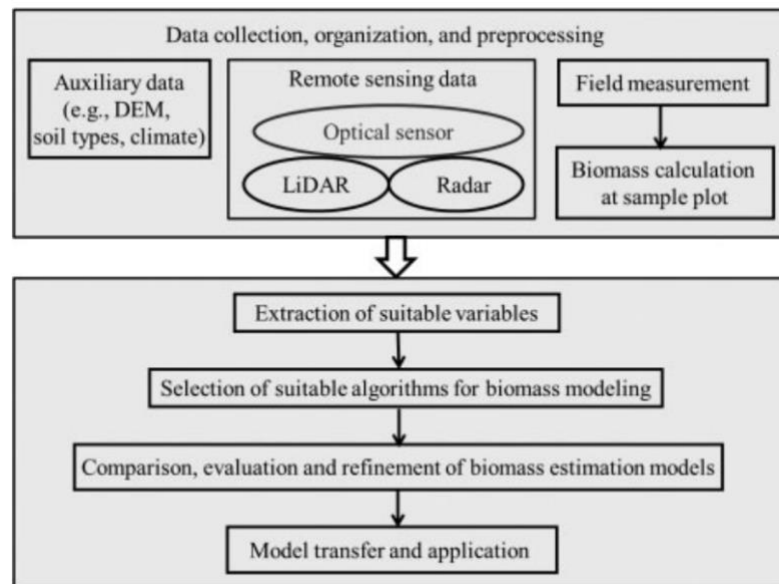 Data collection, organization, and preprocessing
Auxiliary data
(e.g., DEM,
soil types, climate)
Remote sensing data
Optical sensor
LiDAR
Radar
Field measurement
Biomass calculation
at sample plot
Extraction of suitable variables
Selection of suitable algorithms for biomass modeling
Comparison, evaluation and refinement of biomass estimation models
Model transfer and application